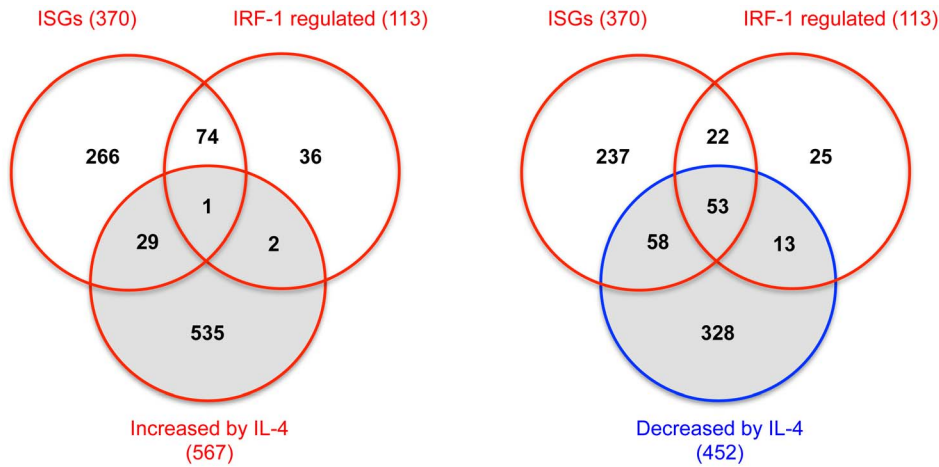 ISGs (370)
IRF-1 regulated (113)
266
74
36
1
29
2
535
Increased by IL-4
(567)
ISGs (370)
IRF-1 regulated (113)
237
22
25
53
58
13
328
Decreased by IL-4
(452)